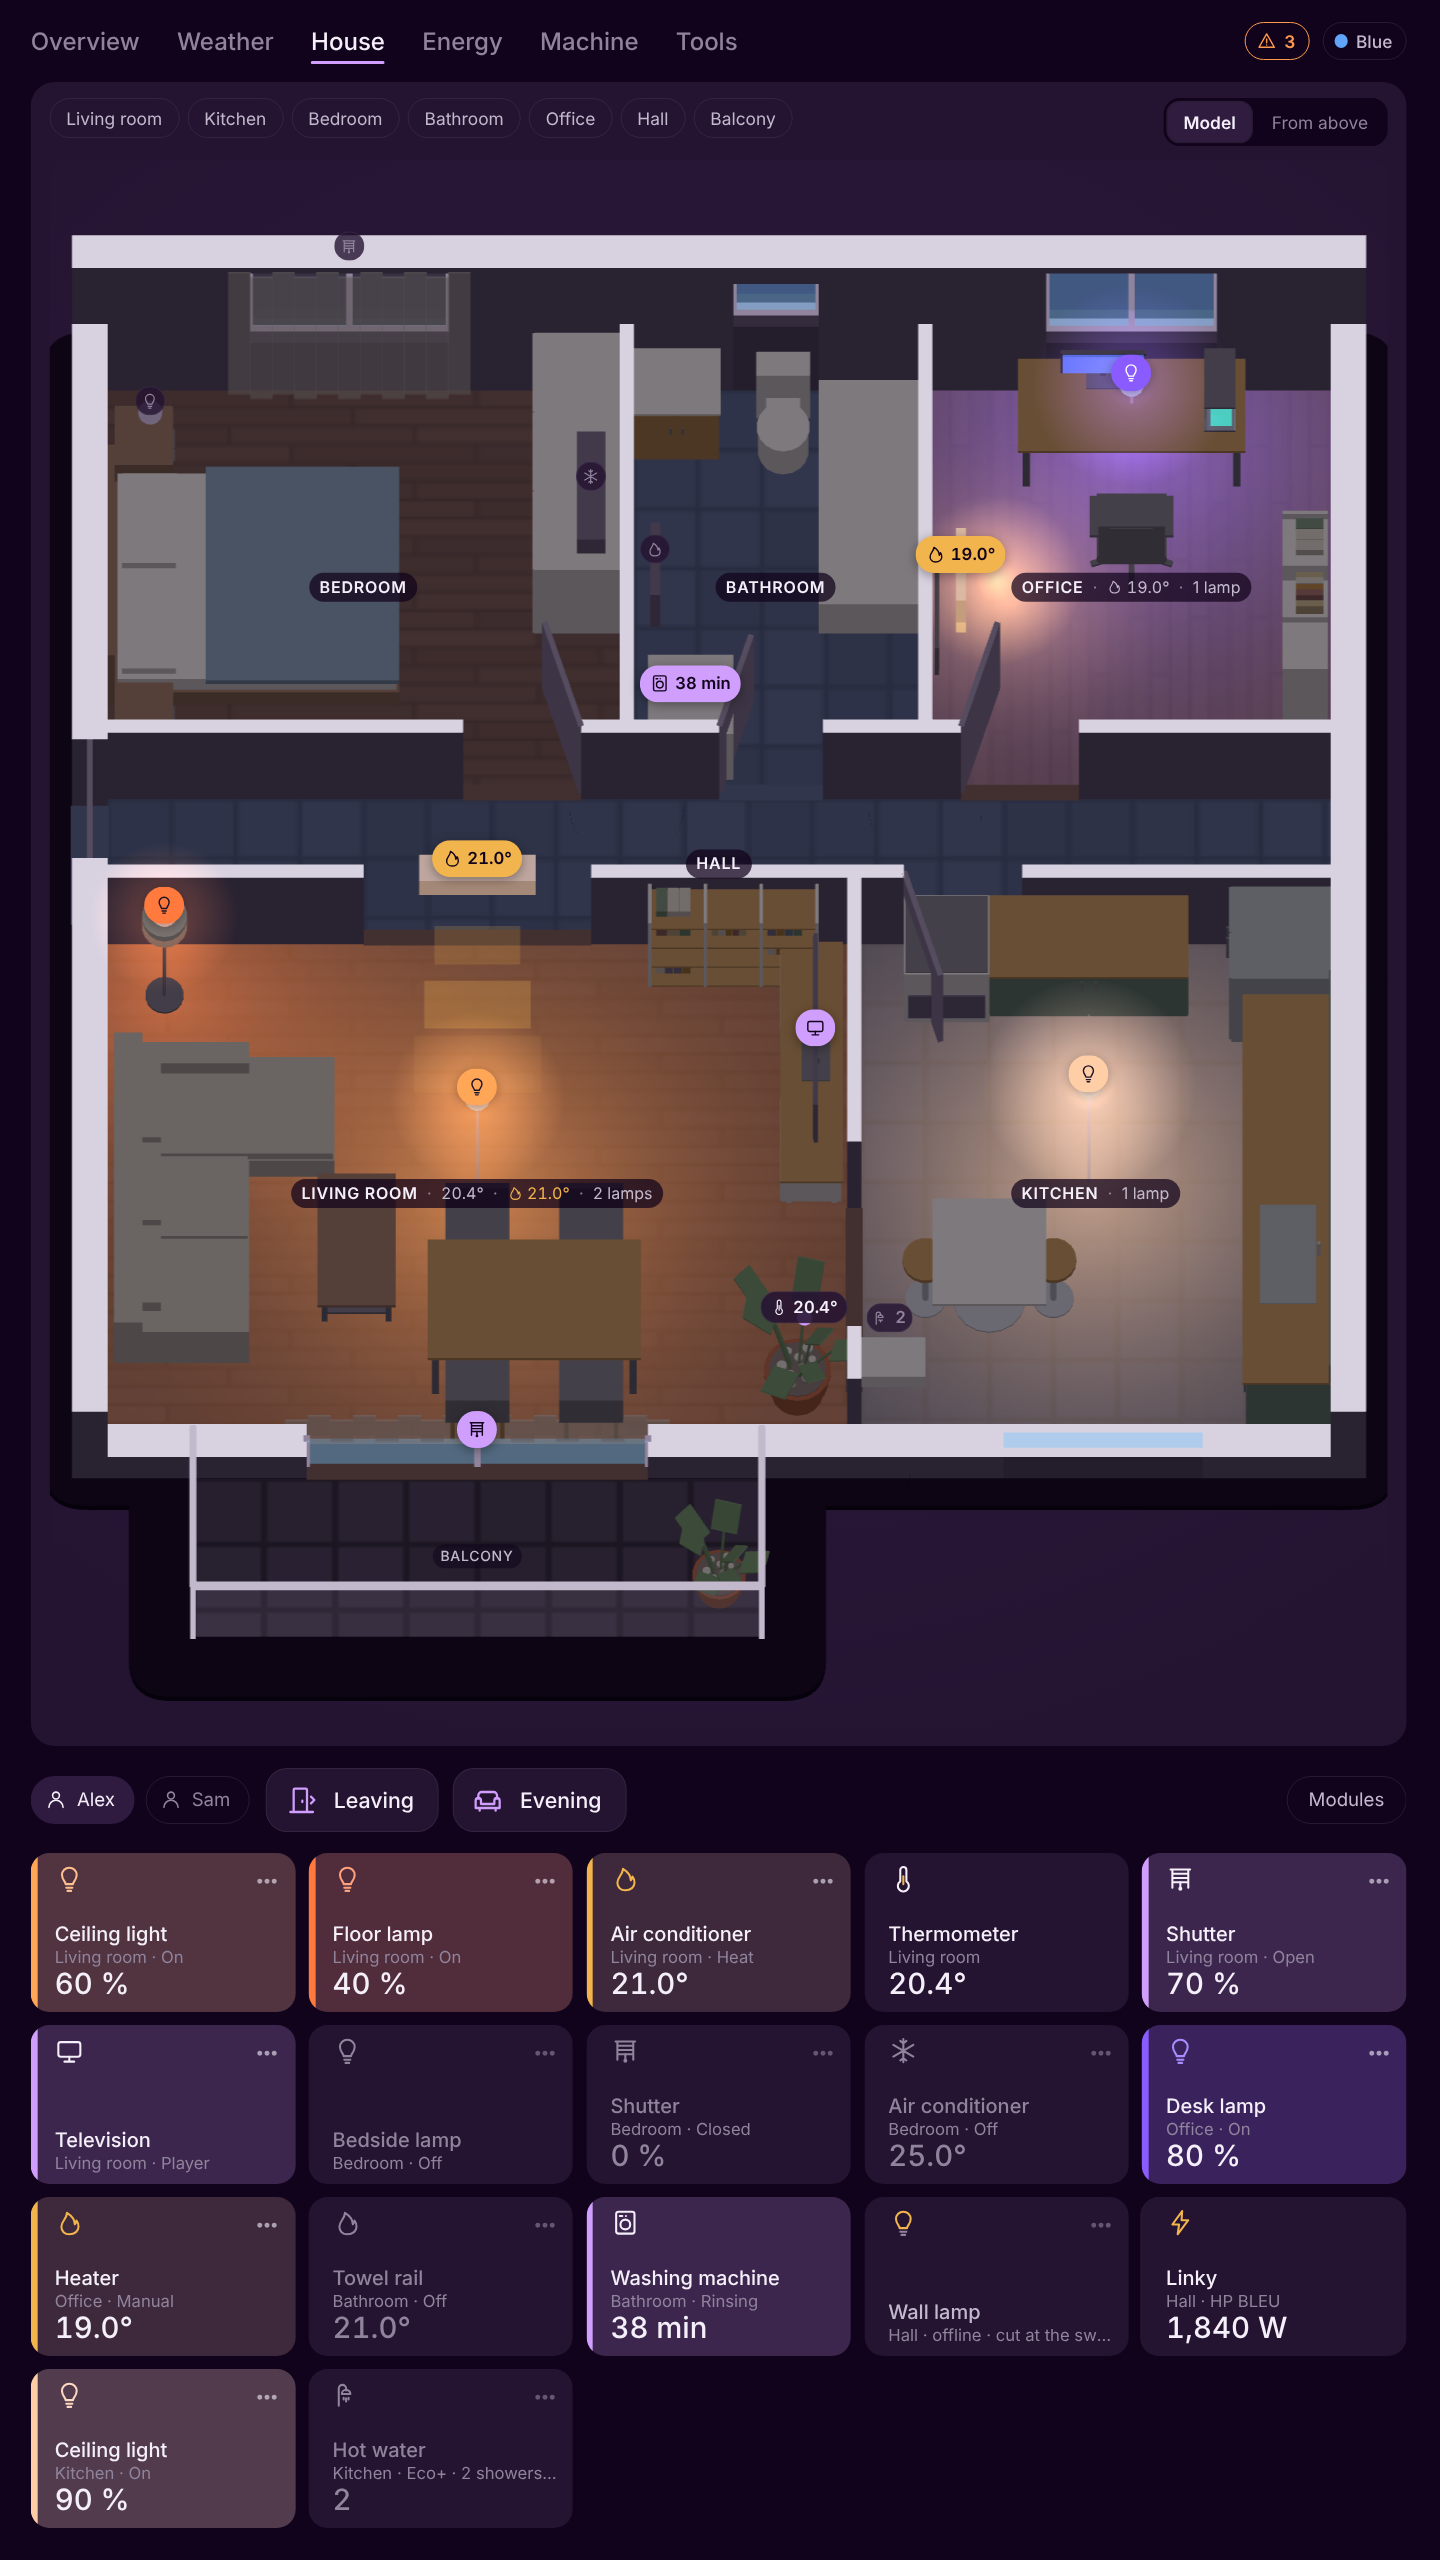 Overview Weather House Energy Machine Tools 3 Blue
Living room Kitchen Bedroom Bathroom Office Hall Balcony Model From above
19.0°
BEDROOM BATHROOM OFFICE · 19.0° · 1 lamp
38 min
21.0°
HALL
LIVING ROOM · 20.4° · 21.0° · 2 lamps KITCHEN · 1 lamp
20.4°
2
BALCONY
Alex Sam Leaving Evening Modules
Ceiling light
Living room · On
60 %
Floor lamp
Living room · On
40 %
Air conditioner
Living room · Heat
21.0°
Thermometer
Living room
20.4°
Shutter
Living room · Open
70 %
Television
Living room · Player
Bedside lamp
Bedroom · Off
Shutter
Bedroom · Closed
0 %
Air conditioner
Bedroom · Off
25.0°
Desk lamp
Office · On
80 %
Heater
Office · Manual
19.0°
Towel rail
Bathroom · Off
21.0°
Washing machine
Bathroom · Rinsing
38 min
Wall lamp
Hall · offline · cut at the sw...
Linky
Hall · HP BLEU
1,840 W
Ceiling light
Kitchen · On
90 %
Hot water
Kitchen · Eco+ · 2 showers...
2